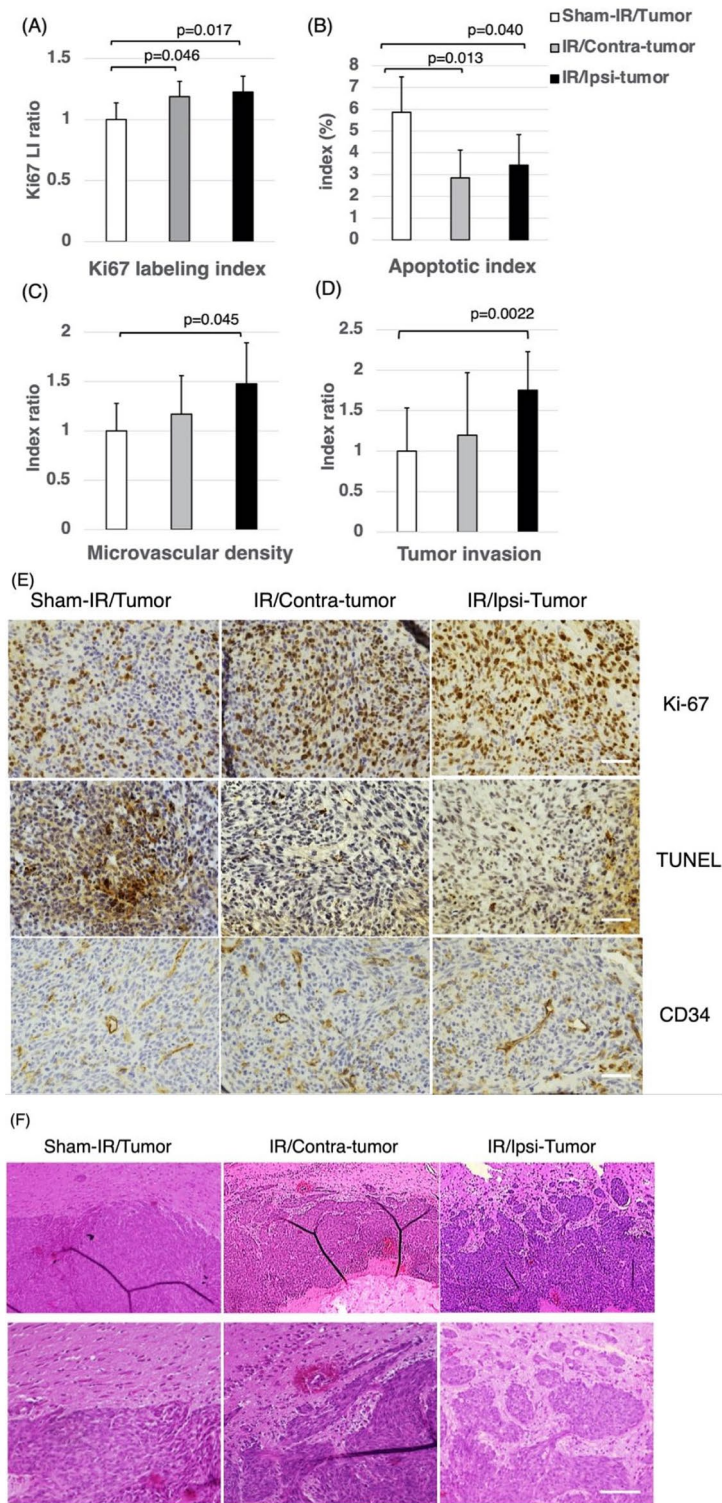 (A)
p=0.017
p=0.046
1.5
1
0.5
0
Ki67 LI ratio
Ki67 labeling index
(B)
Sham-IR/Tumor
IR/Contra-tumor
IR/Ipsi-tumor
p=0.040
p=0.013
8
7
6
5
4
3
2
1
0
index (%)
Apoptotic index
(C)
p=0.045
2
1.5
1
0.5
0
Index ratio
Microvascular density
(D)
p=0.0022
2.5
2
1.5
1
0.5
0
Index ratio
Tumor invasion
(E)
Sham-IR/Tumor IR/Contra-tumor IR/Ipsi-Tumor
Ki-67
TUNEL
CD34
(F)
Sham-IR/Tumor IR/Contra-tumor IR/Ipsi-Tumor